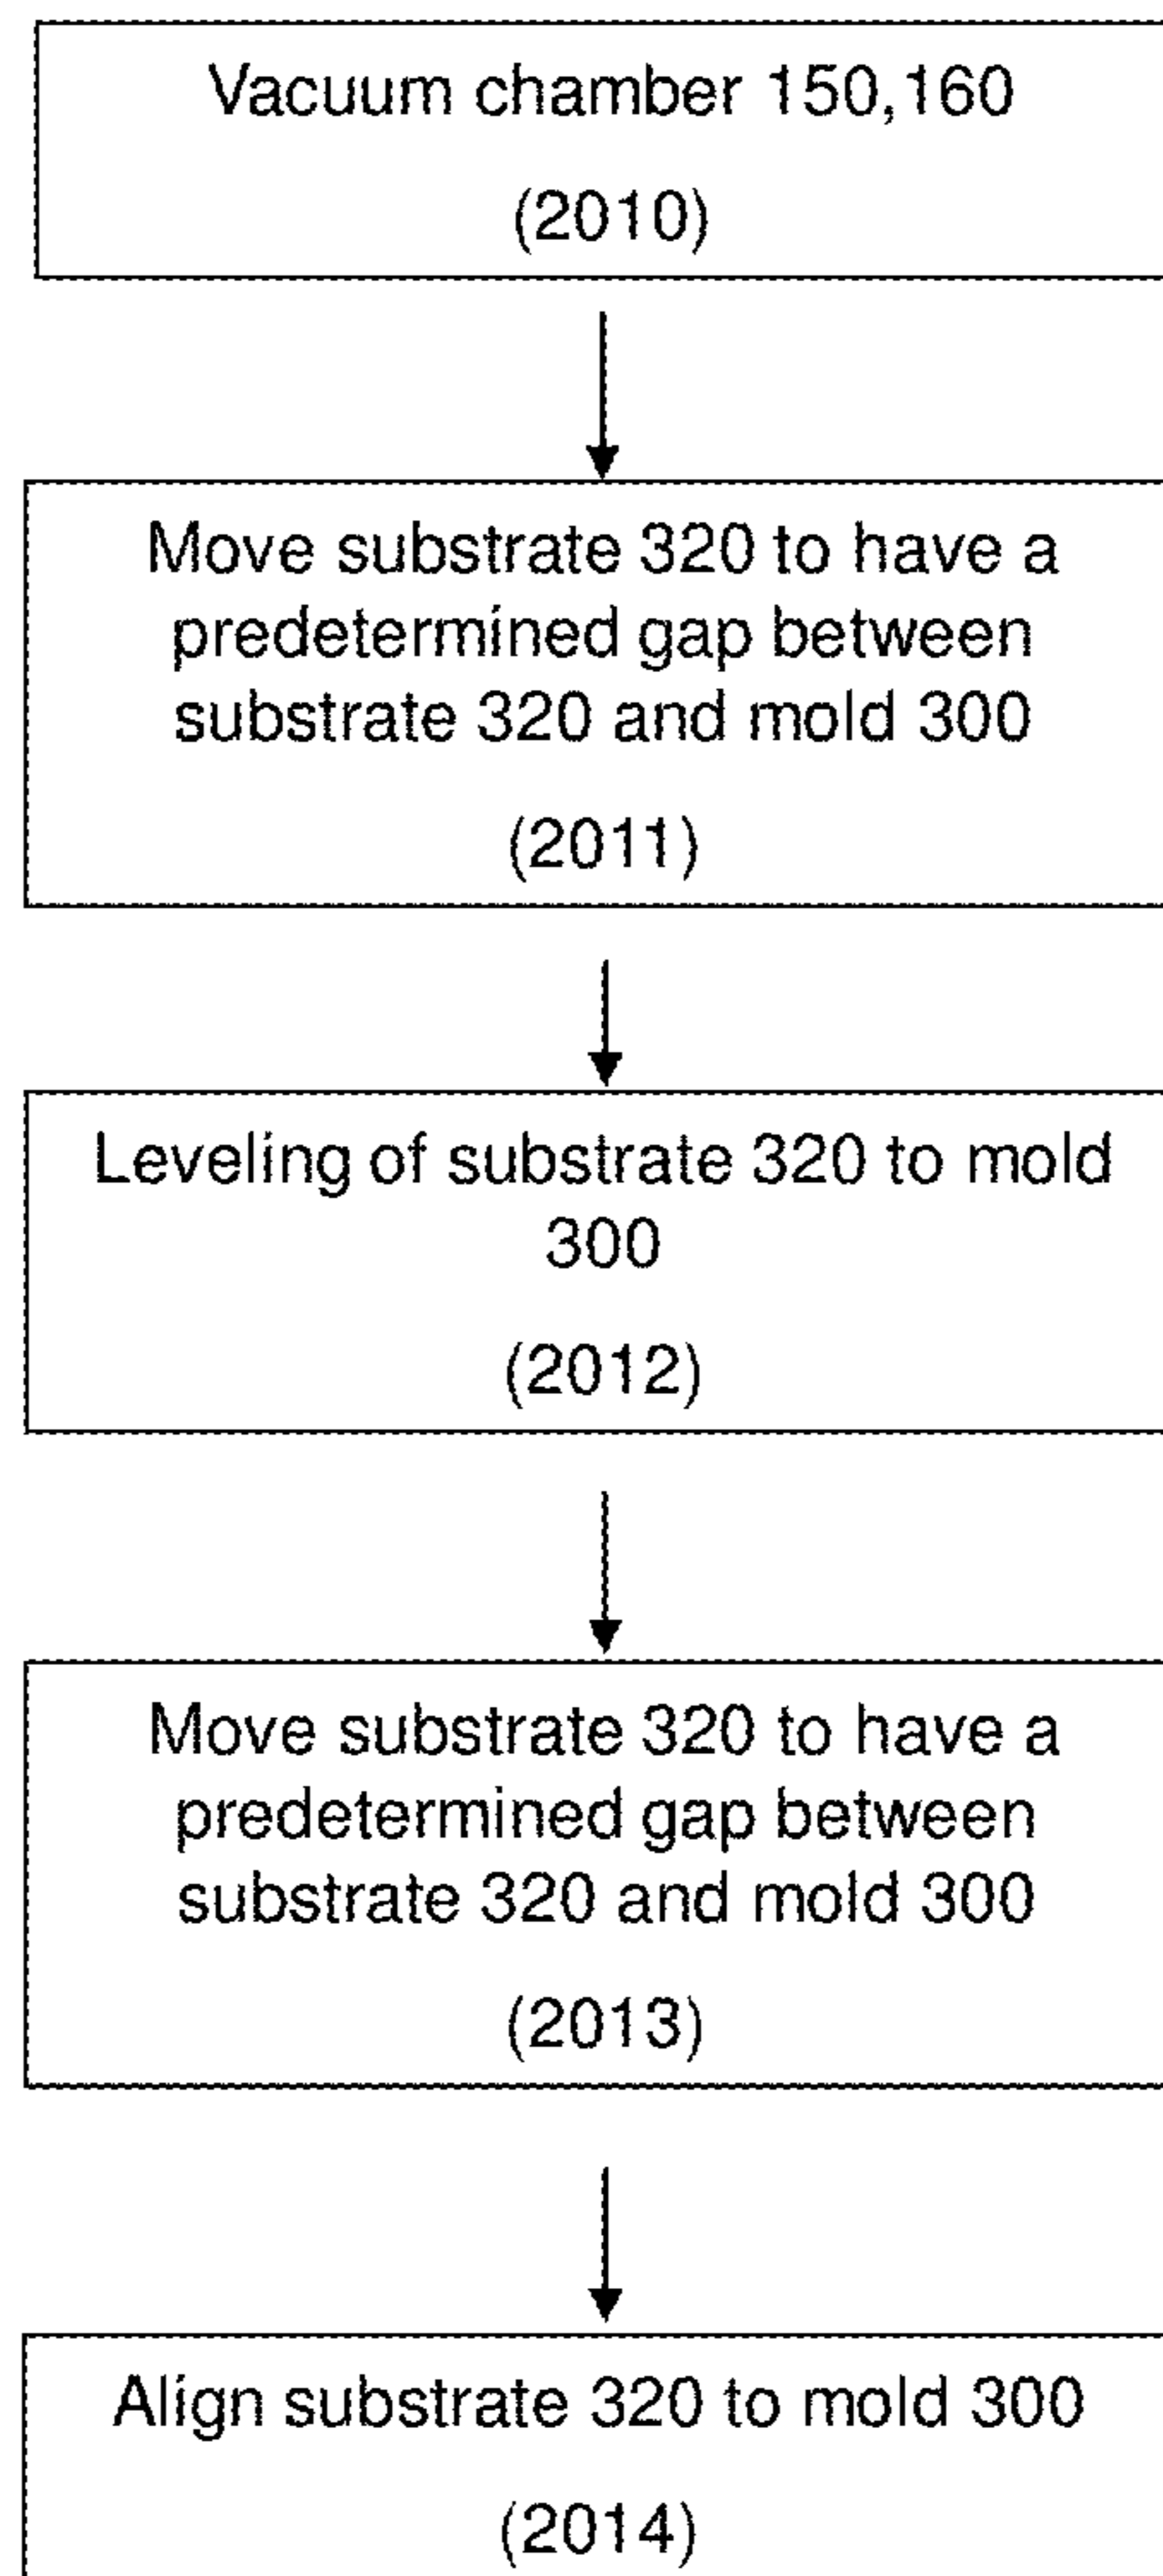 Vacuum chamber 150,160
(2010)
Move substrate 320 to have a
predetermined gap between
substrate 320 and mold 300
(2011)
Leveling of substrate 320 to mold
300
(2012)
Move substrate 320 to have a
predetermined gap between
substrate 320 and mold 300
(2013)
Align substrate 320 to mold 300
(2014)